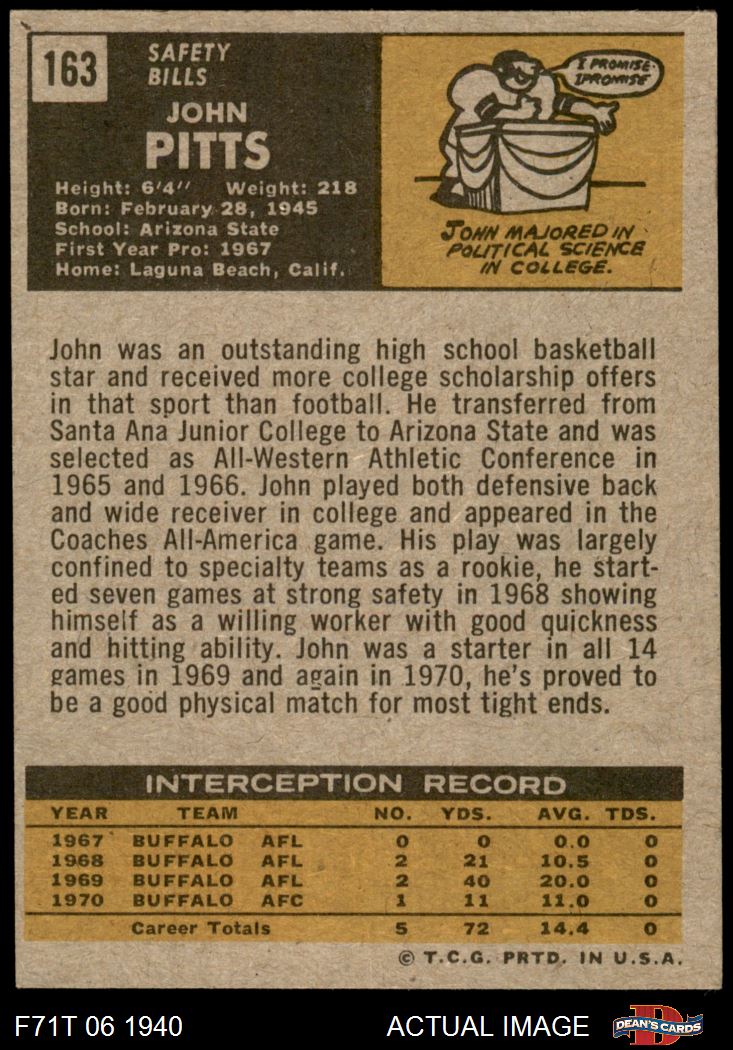 163
SAFETY
BILLS
JOHN
PITTS
Height: 6'4" Weight: 218
Born: February 28, 1945
School: Arizona State
First Year Pro: 1967
Home: Laguna Beach, Calif.
I PROMISE-
I PROMISE
JOHN MAJORED IN
POLITICAL SCIENCE
IN COLLEGE.
John was an outstanding high school basketball
star and received more college scholarship offers
in that sport than football. He transferred from
Santa Ana Junior College to Arizona State and was
selected as All-Western Athletic Conference in
1965 and 1966. John played both defensive back
and wide receiver in college and appeared in the
Coaches All-America game. His play was largely
confined to specialty teams as a rookie, he start-
ed seven games at strong safety in 1968 showing
himself as a willing worker with good quickness
and hitting ability. John was a starter in all 14
games in 1969 and again in 1970, he's proved to
be a good physical match for most tight ends.
INTERCEPTION RECORD
YEAR TEAM NO. YDS. AVG. TDS.
1967 BUFFALO AFL 0 0 0.0 0
1968 BUFFALO AFL 2 21 10.5 0
1969 BUFFALO AFL 2 40 20.0 0
1970 BUFFALO AFC 1 11 11.0 0
Career Totals 5 72 14.4 0
© T.C.G. PRTD. IN U.S.A.
F71T 06 1940 ACTUAL IMAGE D DEAN'S CARDS